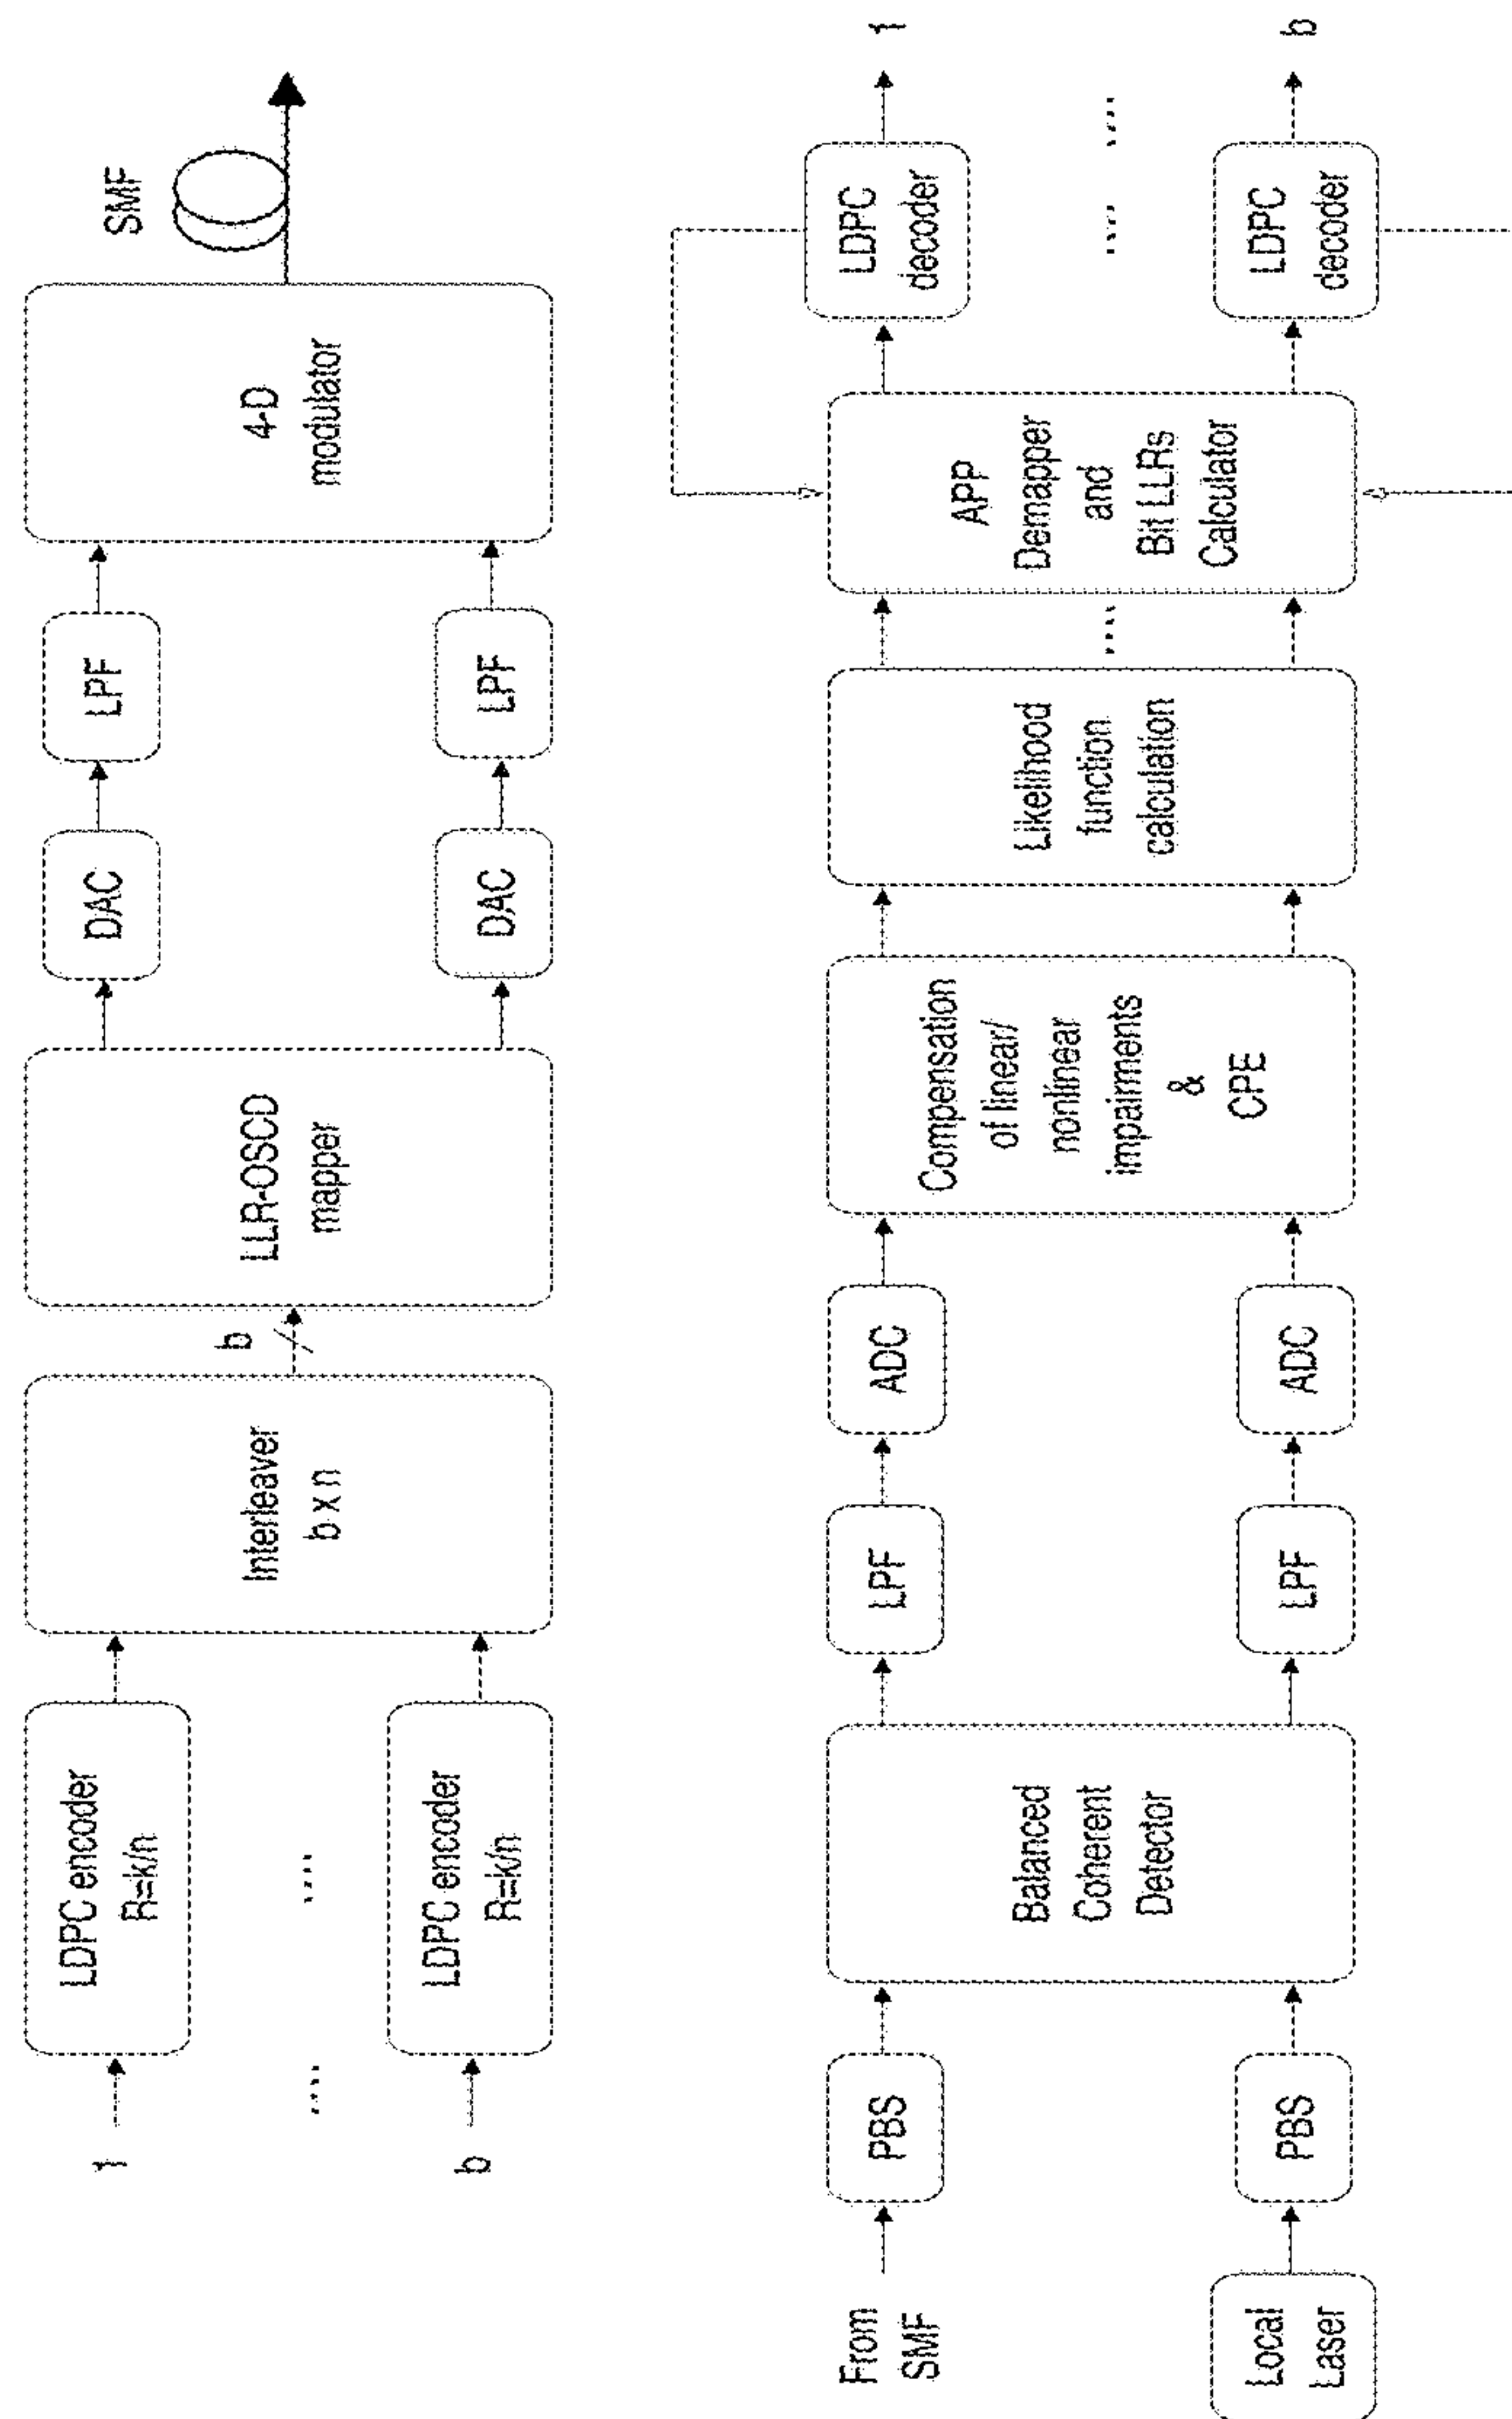 1
b
LDPC encoder
R=k/n
LDPC encoder
R=k/n
Interleaver
b x n
b
LLR-OSCD
mapper
DAC
DAC
LPF
LPF
4-D
modulator
SMF
From
SMF
Local
Laser
PBS
PBS
Balanced
Coherent
Detector
LPF
LPF
ADC
ADC
Compensation
of linear/
nonlinear
impairments
&
CPE
Likelihood
function
calculation
APP
Demapper
and
Bit LLRs
Calculator
LDPC
decoder
LDPC
decoder
1
b